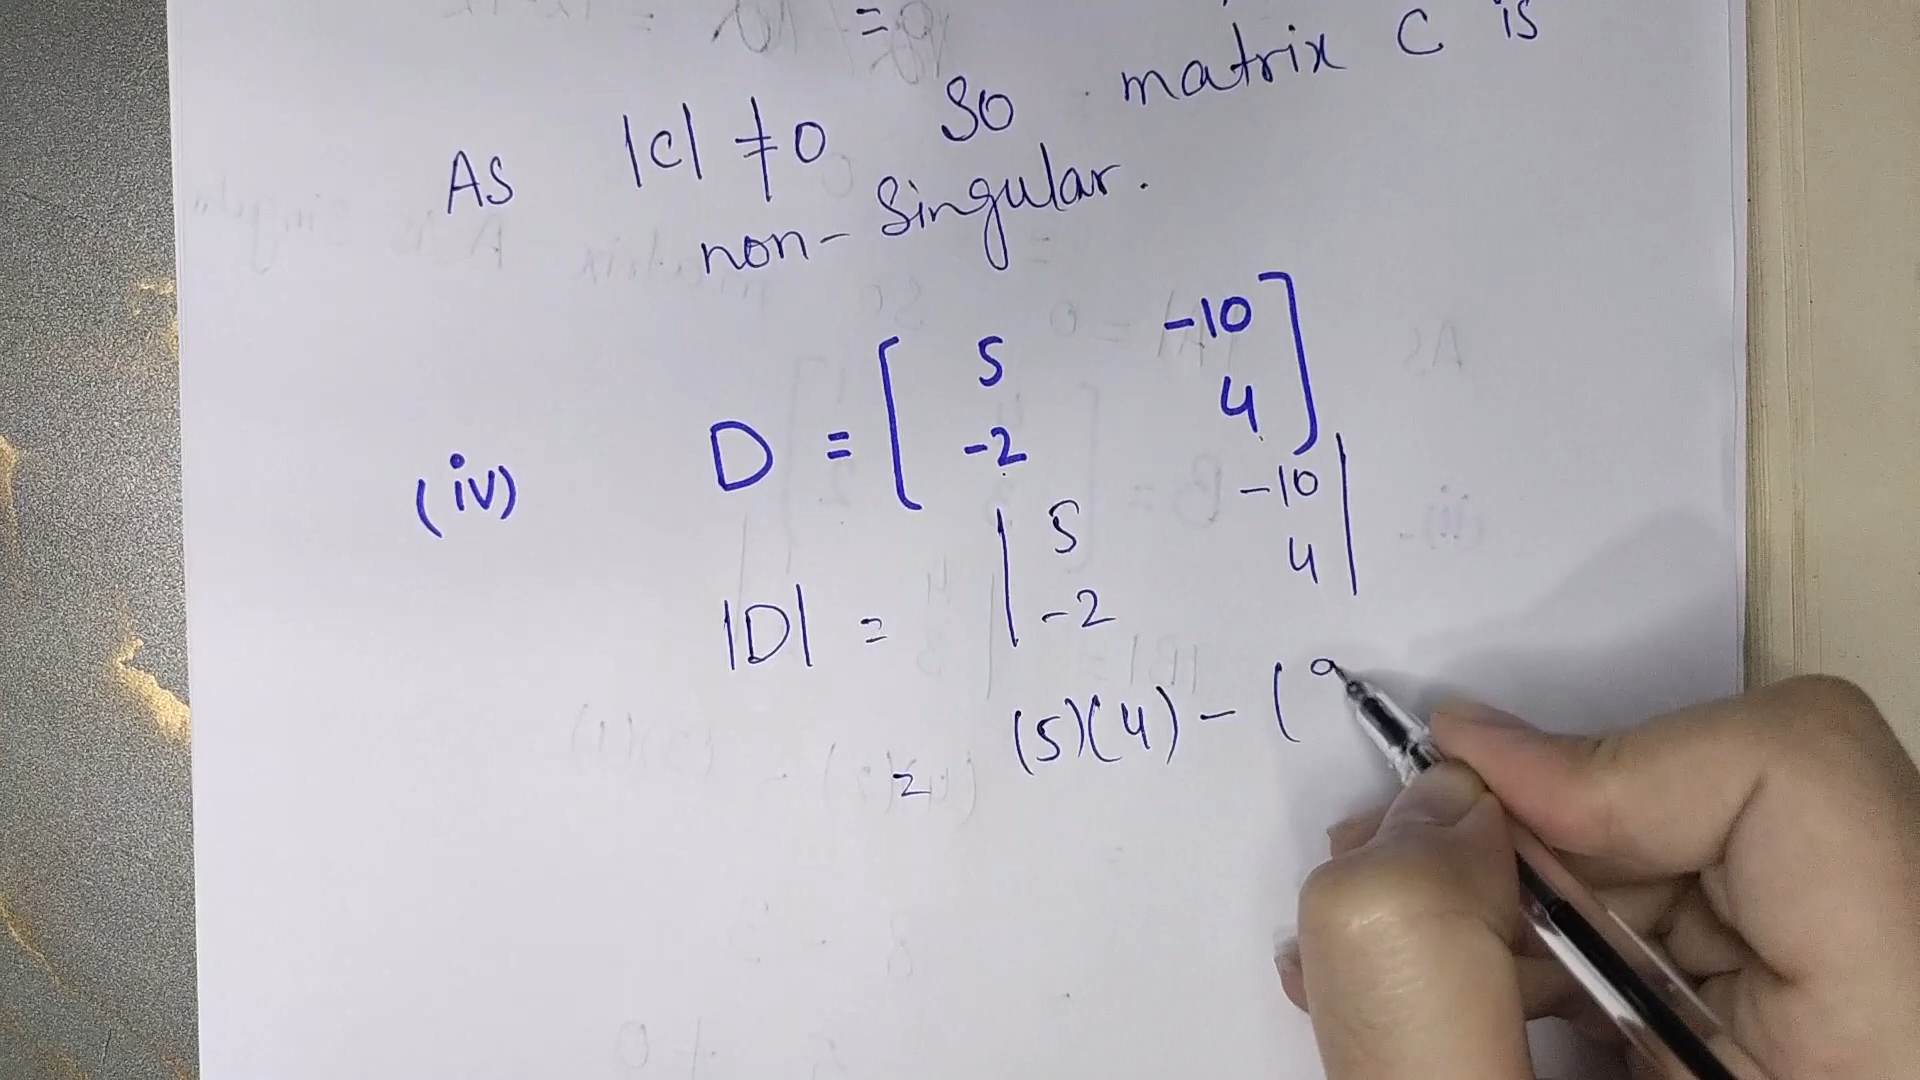 =
As |C| ≠ 0 So matrix C is
non-Singular.
(iv) D = [ 5 -10
-2 4 ]
|D| = | 5 -10
-2 4 |
= (5)(4) - (